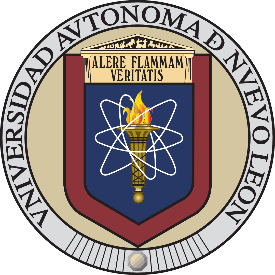 VNIVERSIDAD AVTONOMA Ð NVEVO LEON
ALERE FLAMMAM
VERITATIS